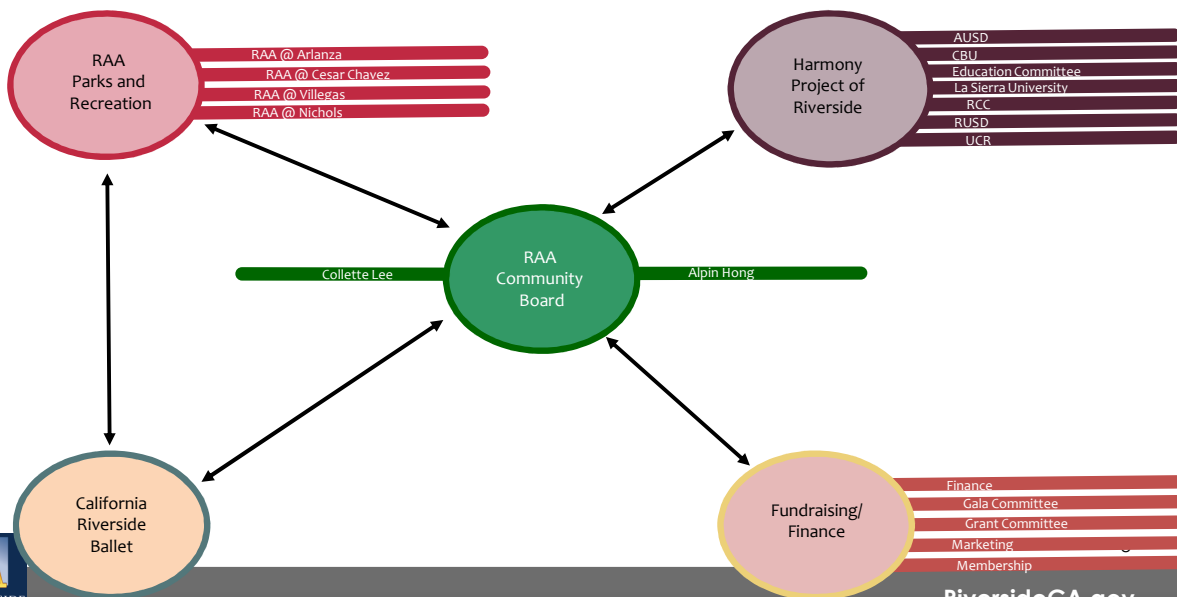 RAA
Parks and
Recreation
RAA @ Arlanza
RAA @ Cesar Chavez
RAA @ Villegas
RAA @ Nichols
Harmony
Project of
Riverside
AUSD
CBU
Education Committee
La Sierra University
RCC
RUSD
UCR
Collette Lee
RAA
Community
Board
Alpin Hong
California
Riverside
Ballet
Fundraising/
Finance
Finance
Gala Committee
Grant Committee
Marketing
Membership
RiversideCA.gov